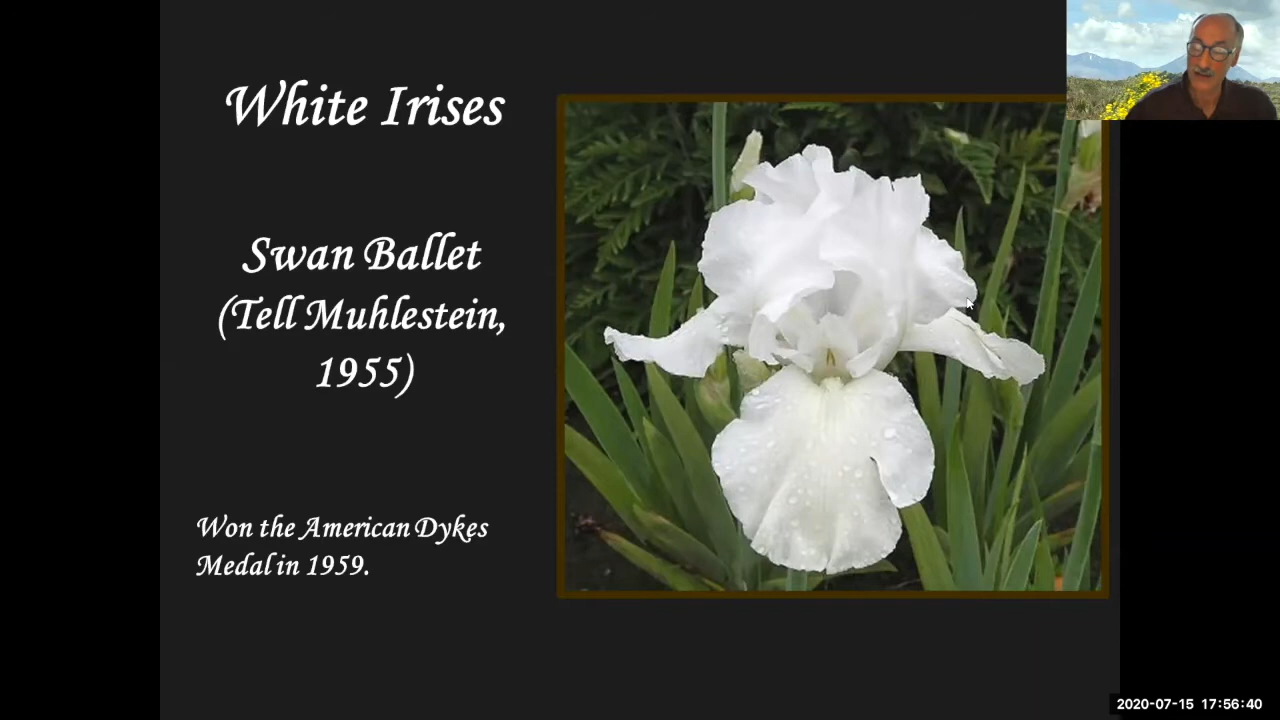 White Irises
Swan Ballet
(Tell Muhlestein,
1955)
Won the American Dykes
Medal in 1959.
2020-07-15 17:56:40